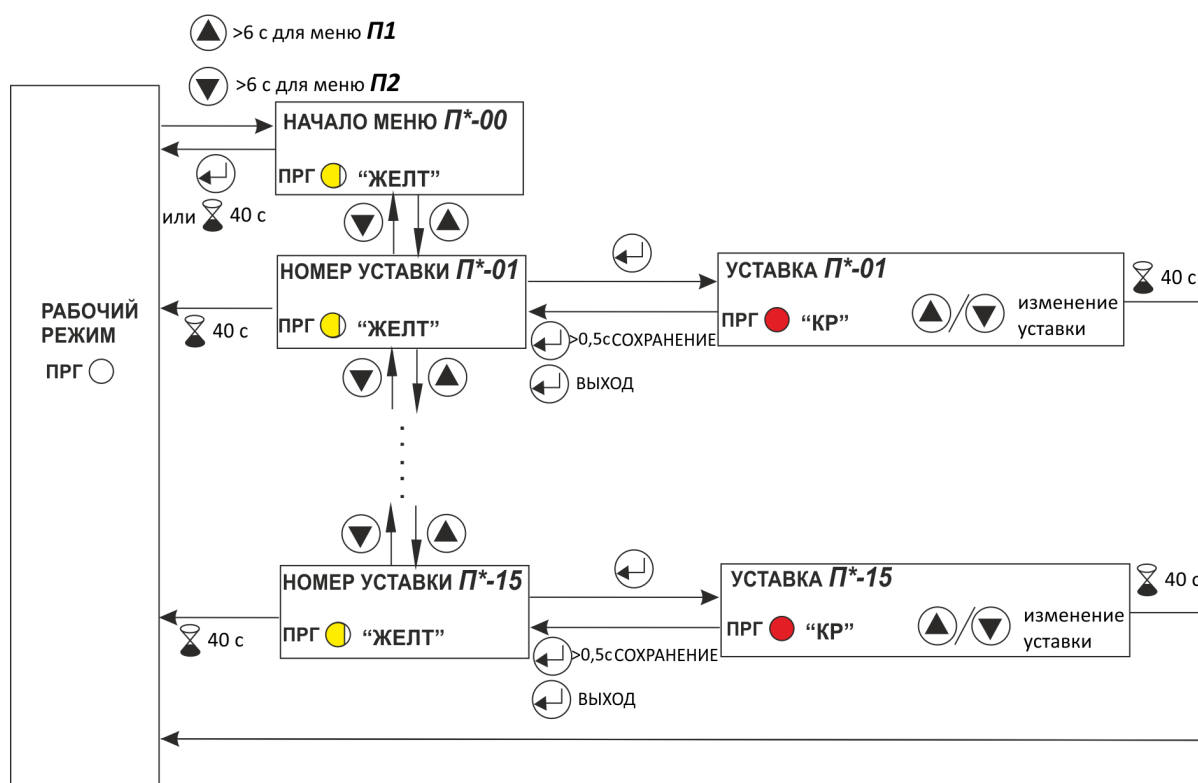 >6 с для меню П1
>6 с для меню П2
НАЧАЛО МЕНЮ П*-00
ПРГ “ЖЕЛТ”
или 40 с
НОМЕР УСТАВКИ П*-01
ПРГ “ЖЕЛТ”
40 с
УСТАВКА П*-01
ПРГ “КР”
изменение
уставки
40 с
>0,5с СОХРАНЕНИЕ
ВЫХОД
РАБОЧИЙ
РЕЖИМ
ПРГ
НОМЕР УСТАВКИ П*-15
ПРГ “ЖЕЛТ”
40 с
УСТАВКА П*-15
ПРГ “КР”
изменение
уставки
40 с
>0,5с СОХРАНЕНИЕ
ВЫХОД